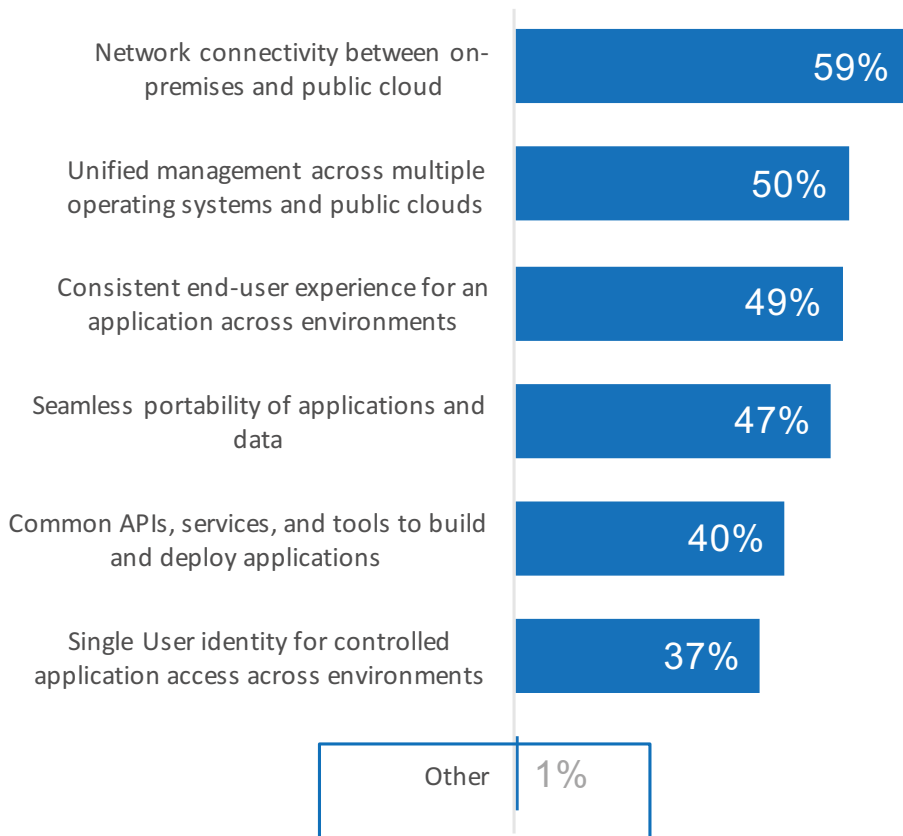 Network connectivity between on-
premises and public cloud
59%
Unified management across multiple
operating systems and public clouds
50%
Consistent end-user experience for an
application across environments
49%
Seamless portability of applications and
data
47%
Common APIs, services, and tools to build
and deploy applications
40%
Single User identity for controlled
application access across environments
37%
Other
1%